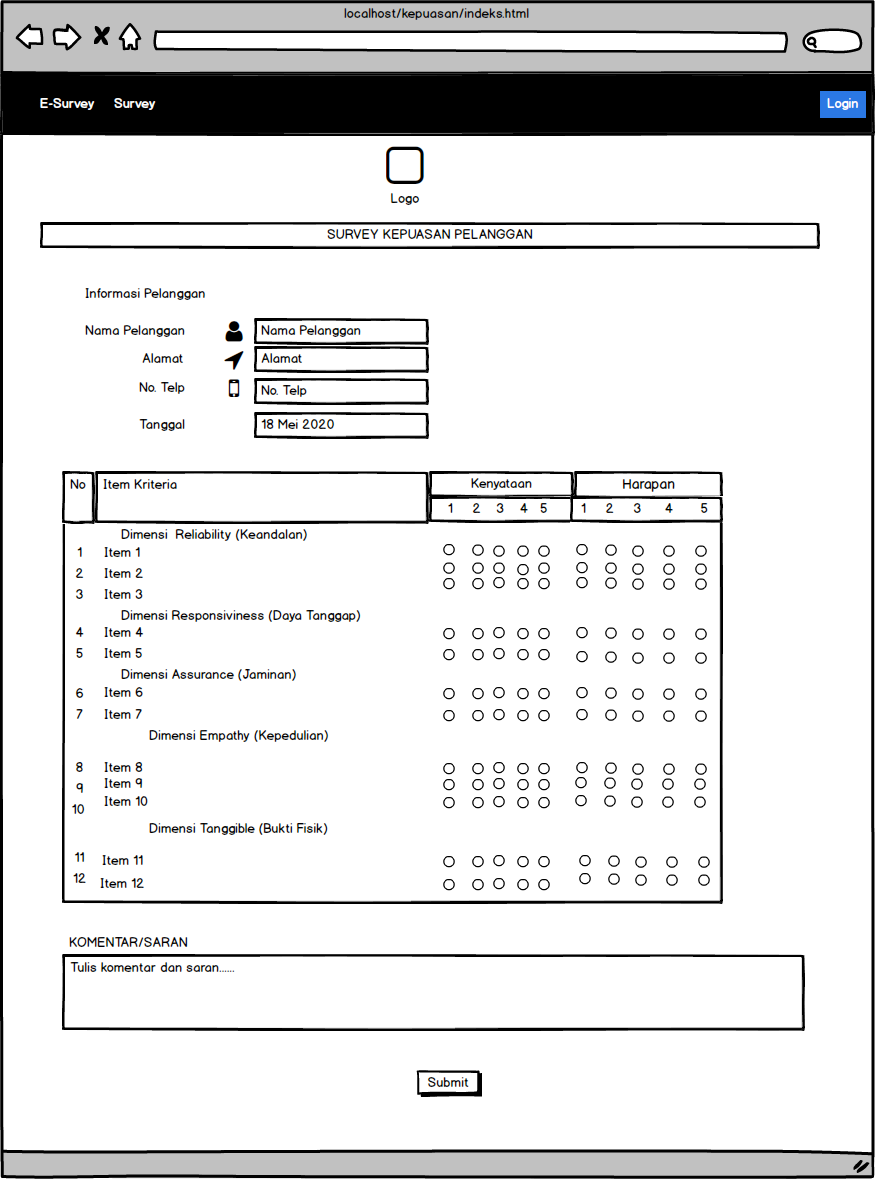 localhost/kepuasan/indeks.html
E-Survey Survey Login
Logo
SURVEY KEPUASAN PELANGGAN
Informasi Pelanggan
Nama Pelanggan Nama Pelanggan
Alamat Alamat
No. Telp No. Telp
Tanggal 18 Mei 2020
No Item Kriteria Kenyataan Harapan
1 2 3 4 5 1 2 3 4 5
Dimensi Reliability (Keandalan)
1 Item 1
2 Item 2
3 Item 3
Dimensi Responsiviness (Daya Tanggap)
4 Item 4
5 Item 5
Dimensi Assurance (Jaminan)
6 Item 6
7 Item 7
Dimensi Empathy (Kepedulian)
8 Item 8
9 Item 9
10 Item 10
Dimensi Tanggible (Bukti Fisik)
11 Item 11
12 Item 12
KOMENTAR/SARAN
Tulis komentar dan saran......
Submit